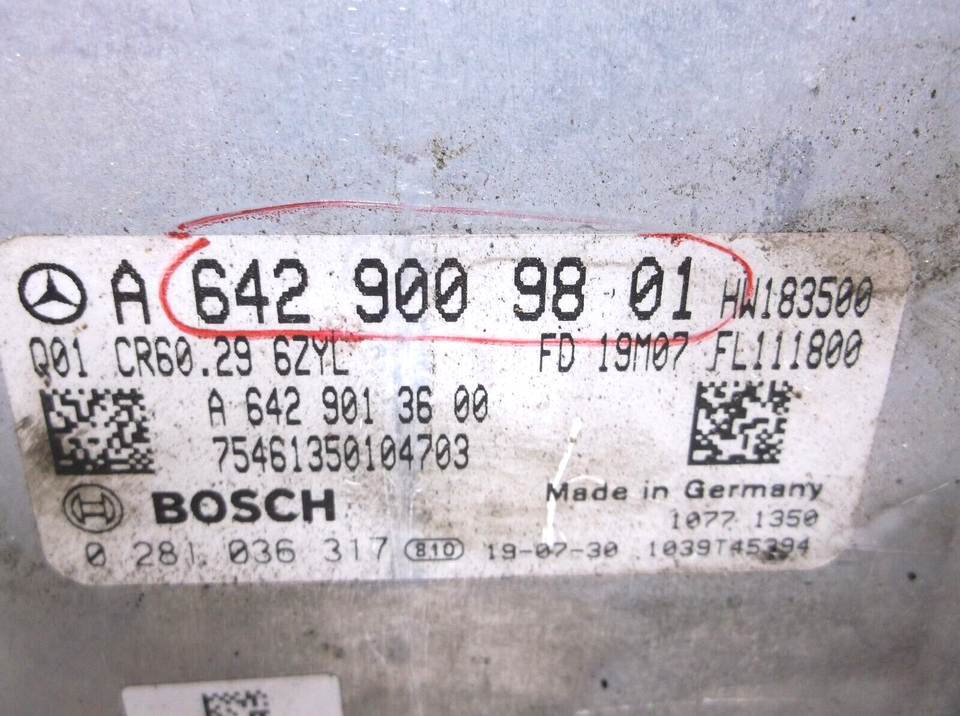 A 642 900 98 01 HW183500
Q01 CR60.29 6ZYL FD 19M07 FL111800
A 642 901 36 00
75461350104703
BOSCH Made in Germany
1077 1350
0 281 036 317 810 19-07-30 1039T45394